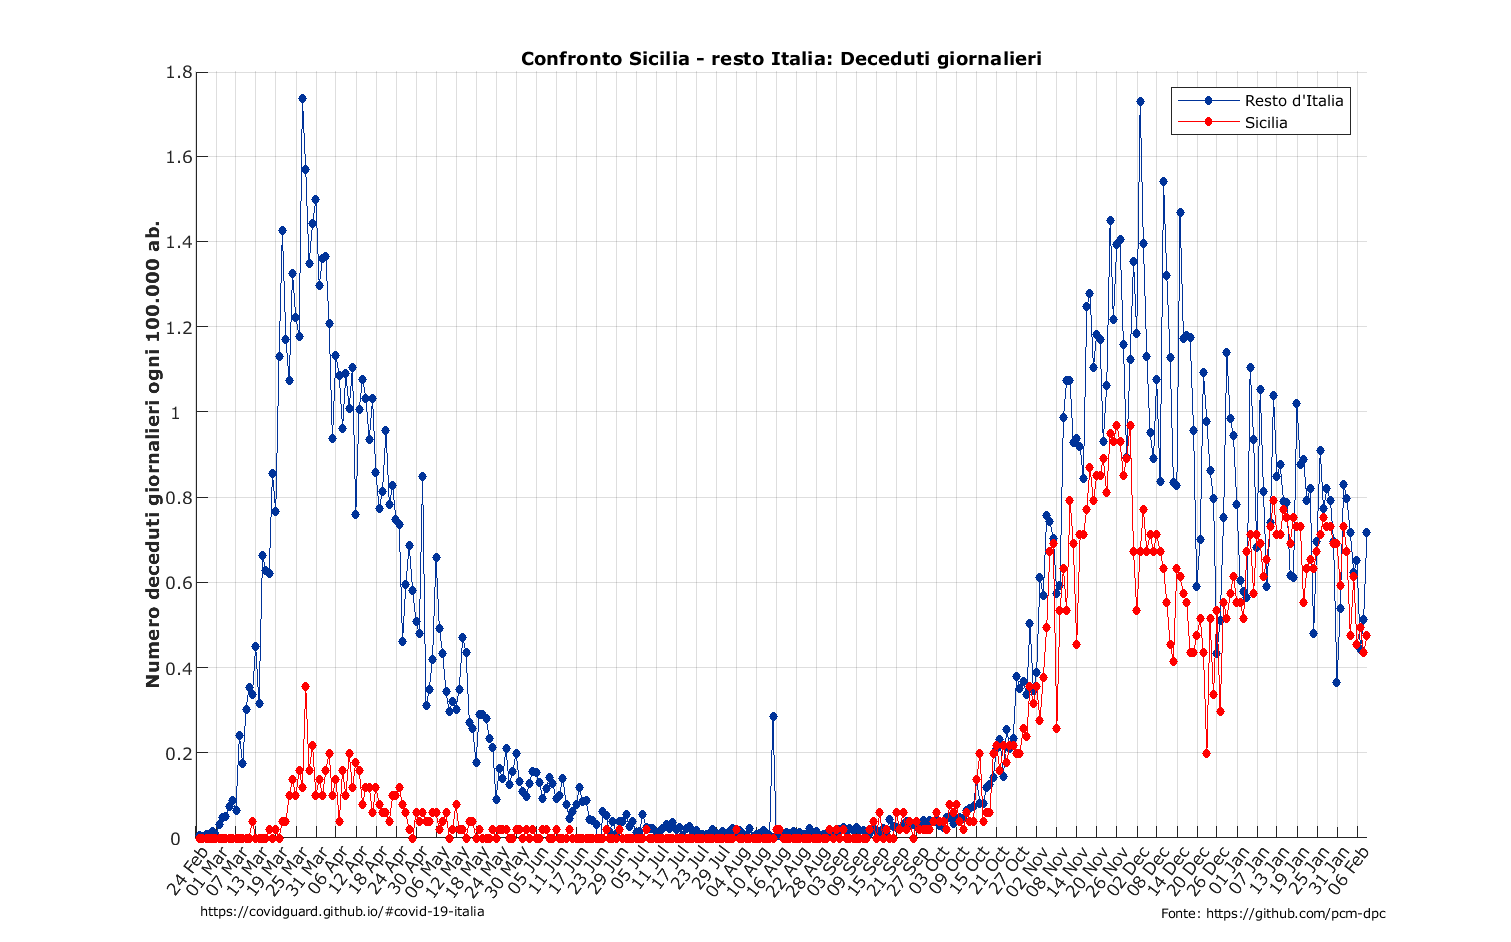 Confronto Sicilia - resto Italia: Deceduti giornalieri
Resto d'Italia
Sicilia
Numero deceduti giornalieri ogni 100.000 ab.
1.8
1.6
1.4
1.2
1
0.8
0.6
0.4
0.2
0
24 Feb
01 Mar
07 Mar
13 Mar
19 Mar
25 Mar
31 Mar
06 Apr
12 Apr
18 Apr
24 Apr
30 Apr
06 May
12 May
18 May
24 May
30 May
05 Jun
11 Jun
17 Jun
23 Jun
29 Jun
05 Jul
11 Jul
17 Jul
23 Jul
29 Jul
04 Aug
10 Aug
16 Aug
22 Aug
28 Aug
03 Sep
09 Sep
15 Sep
21 Sep
27 Sep
03 Oct
09 Oct
15 Oct
21 Oct
27 Oct
02 Nov
08 Nov
14 Nov
20 Nov
26 Nov
02 Dec
08 Dec
14 Dec
20 Dec
26 Dec
01 Jan
07 Jan
13 Jan
19 Jan
25 Jan
31 Jan
06 Feb
https://covidguard.github.io/#covid-19-italia
Fonte: https://github.com/pcm-dpc